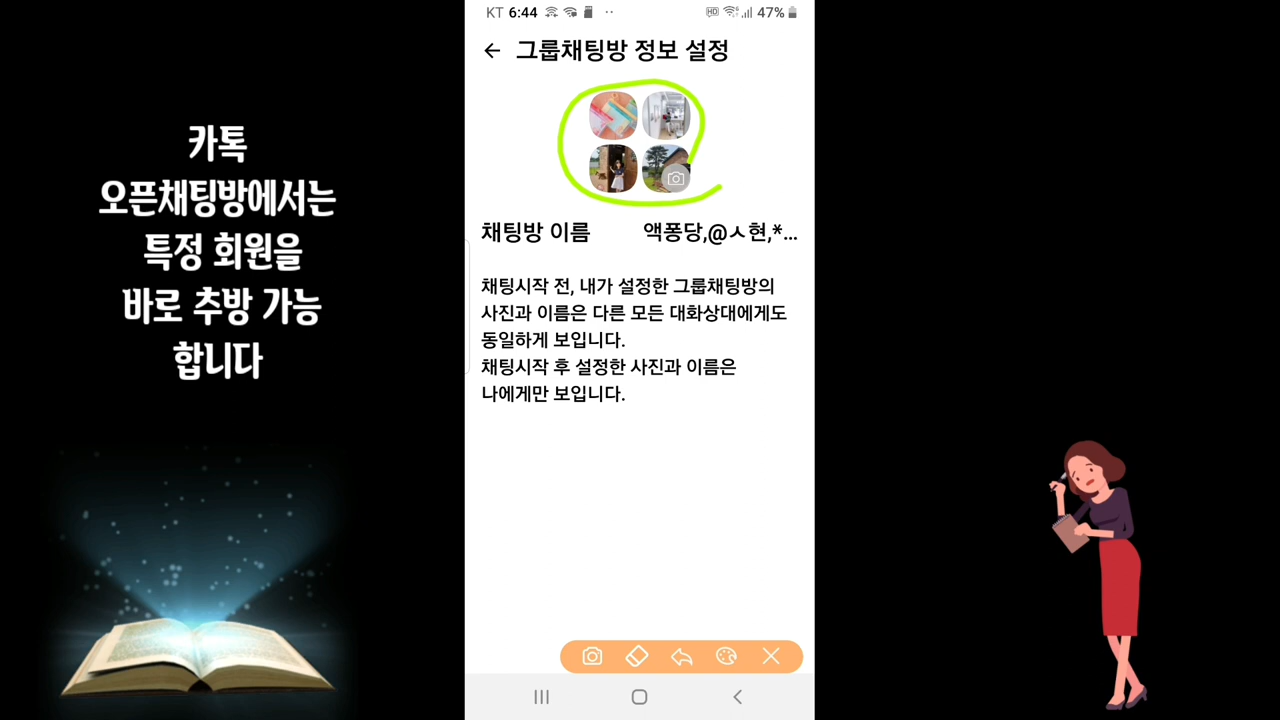 KT 6:44
HD 47%
그룹채팅방 정보 설정
카톡
오픈채팅방에서는
특정 회원을
바로 추방 가능
합니다
채팅방 이름 액퐁당,@ㅅ현,*...
채팅시작 전, 내가 설정한 그룹채팅방의
사진과 이름은 다른 모든 대화상대에게도
동일하게 보입니다.
채팅시작 후 설정한 사진과 이름은
나에게만 보입니다.